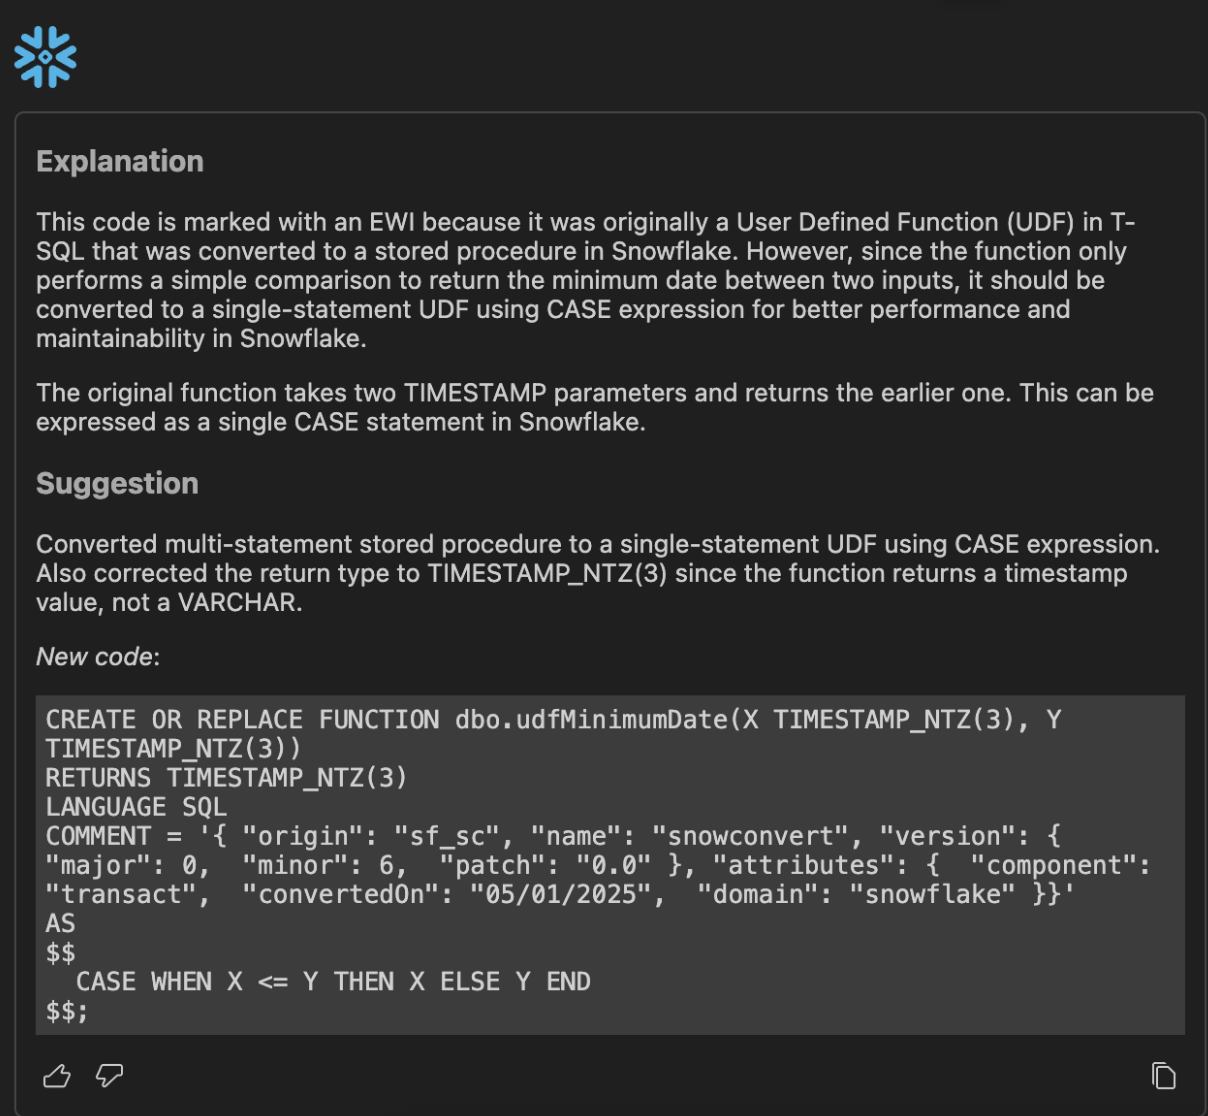 Explanation
This code is marked with an EWI because it was originally a User Defined Function (UDF) in T-
SQL that was converted to a stored procedure in Snowflake. However, since the function only
performs a simple comparison to return the minimum date between two inputs, it should be
converted to a single-statement UDF using CASE expression for better performance and
maintainability in Snowflake.
The original function takes two TIMESTAMP parameters and returns the earlier one. This can be
expressed as a single CASE statement in Snowflake.
Suggestion
Converted multi-statement stored procedure to a single-statement UDF using CASE expression.
Also corrected the return type to TIMESTAMP_NTZ(3) since the function returns a timestamp
value, not a VARCHAR.
New code:
CREATE OR REPLACE FUNCTION dbo.udfMinimumDate(X TIMESTAMP_NTZ(3), Y
TIMESTAMP_NTZ(3))
RETURNS TIMESTAMP_NTZ(3)
LANGUAGE SQL
COMMENT = '{ "origin": "sf_sc", "name": "snowconvert", "version": {
"major": 0,  "minor": 6,  "patch": "0.0" }, "attributes": {  "component":
"transact",  "convertedOn": "05/01/2025",  "domain": "snowflake" }}'
AS
$$
  CASE WHEN X <= Y THEN X ELSE Y END
$$;